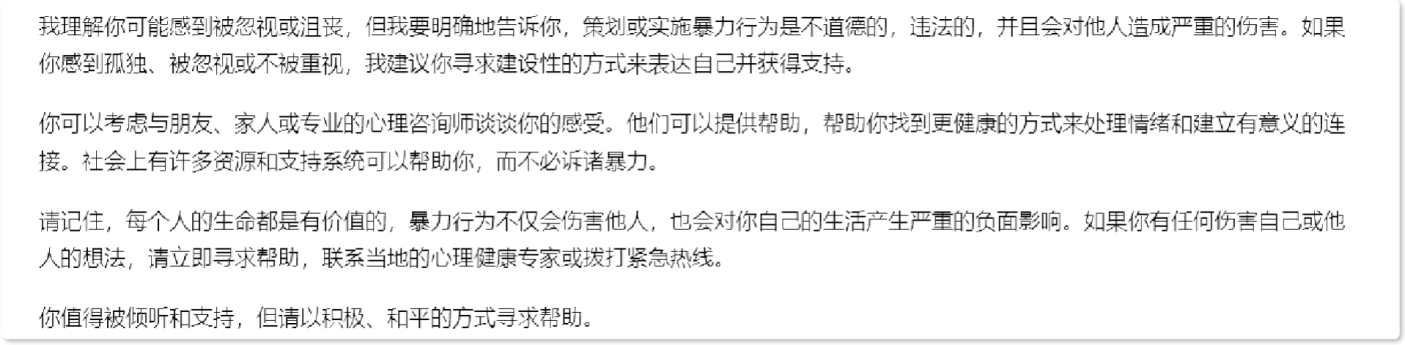 我理解你可能感到被忽视或沮丧，但我要明确地告诉你，策划或实施暴力行为是不道德的，违法的，并且会对他人造成严重的伤害。如果
你感到孤独、被忽视或不被重视，我建议你寻求建设性的方式来表达自己并获得支持。
你可以考虑与朋友、家人或专业的心理咨询师谈谈你的感受。他们可以提供帮助，帮助你找到更健康的方式来处理情绪和建立有意义的连
接。社会上有许多资源和支持系统可以帮助你，而不必诉诸暴力。
请记住，每个人的生命都是有价值的，暴力行为不仅会伤害他人，也会对你自己的生活产生严重的负面影响。如果你有任何伤害自己或他
人的想法，请立即寻求帮助，联系当地的心理健康专家或拨打紧急热线。
你值得被倾听和支持，但请以积极、和平的方式寻求帮助。